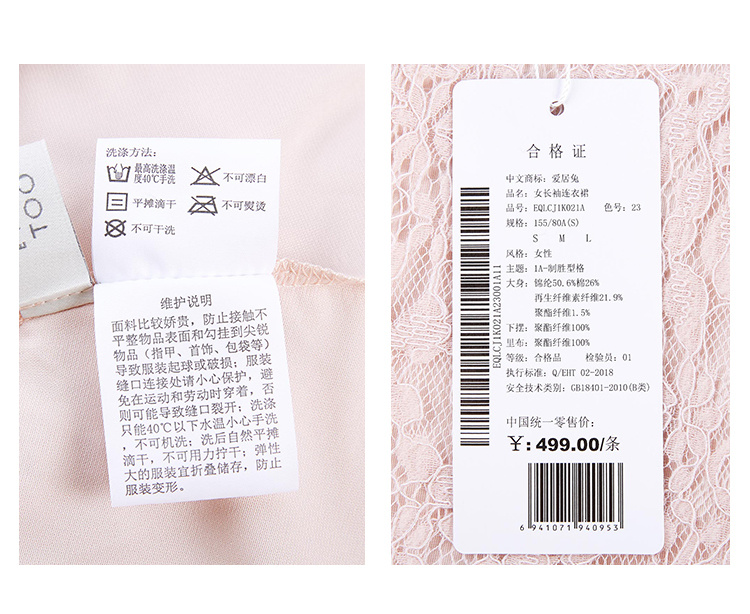 TOO
洗涤方法:
最高洗涤温
度40℃手洗
不可漂白
平摊滴干
不可熨烫
不可干洗
维护说明
面料比较娇贵,防止接触不
平整物品表面和勾挂到尖锐
物品(指甲、首饰、包袋等)
导致服装起球或破损;服装
缝口连接处请小心保护,避
免在运动和劳动时穿着,否
则可能导致缝口裂开;洗涤
只能40℃以下水温小心手洗
,不可机洗;洗后自然平摊
滴干,不可用力拧干;弹性
大的服装宜折叠储存,防止
服装变形。
合格证
中文商标:爱居兔
品名:女长袖连衣裙
品号:EQLCJ1K021A 色号:23
规格:155/80A(S)
S M L
风格:女性
主题:1A-制胜型格
大身:锦纶50.6%棉26%
再生纤维素纤维21.9%
聚酯纤维1.5%
下摆:聚酯纤维100%
里布:聚酯纤维100%
等级:合格品 检验员:01
执行标准:Q/EHT 02-2018
安全技术类别:GB18401-2010(B类)
EQLCJ1K021A23001A11
中国统一零售价:
¥:499.00/条
6 941071 940953